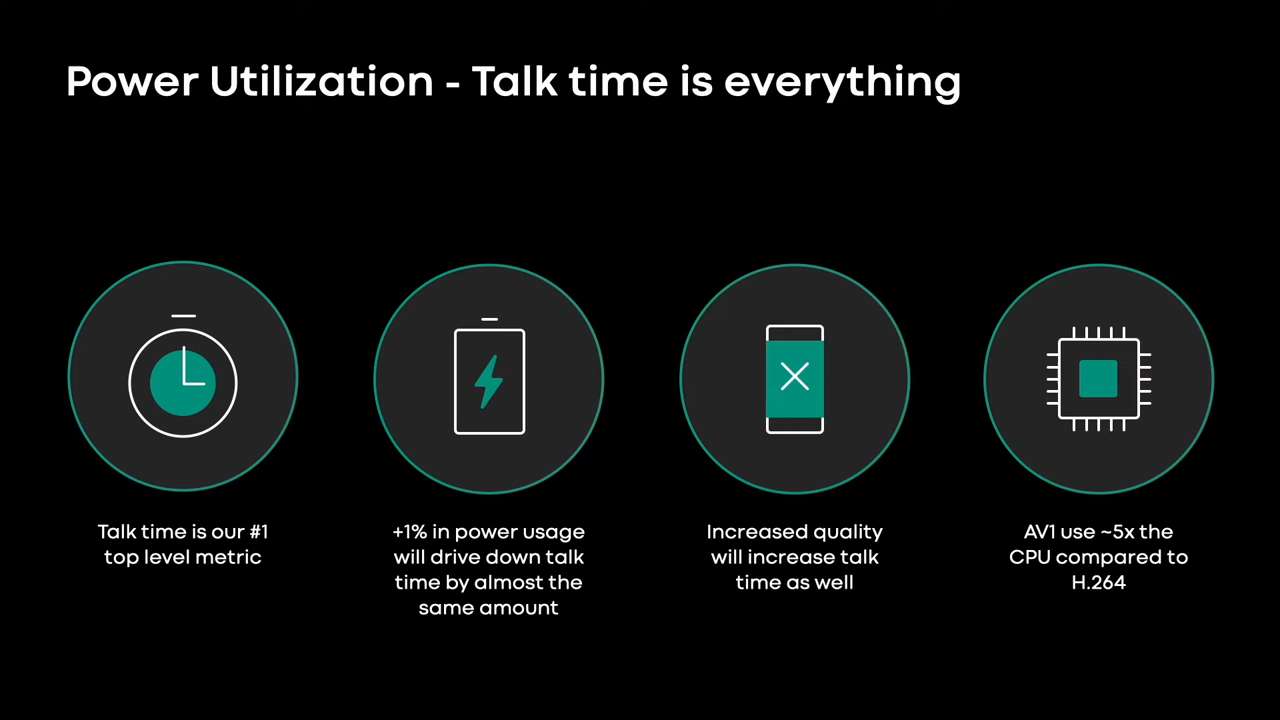 Power Utilization - Talk time is everything
Talk time is our #1
top level metric
+1% in power usage
will drive down talk
time by almost the
same amount
Increased quality
will increase talk
time as well
AV1 use ~5x the
CPU compared to
H.264